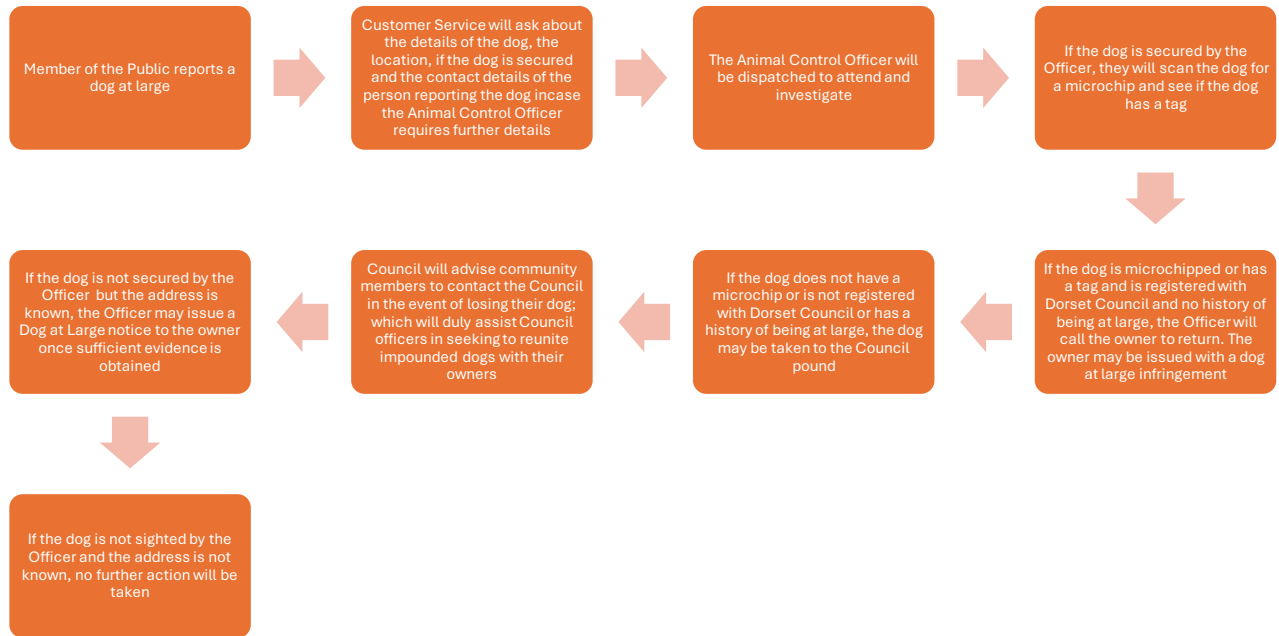 Member of the Public reports a
dog at large
Customer Service will ask about
the details of the dog, the
location, if the dog is secured
and the contact details of the
person reporting the dog incase
the Animal Control Officer
requires further details
The Animal Control Officer will
be dispatched to attend and
investigate
If the dog is secured by the
Officer, they will scan the dog for
a microchip and see if the dog
has a tag
If the dog is microchipped or has
a tag and is registered with
Dorset Council and no history of
being at large, the Officer will
call the owner to return. The
owner may be issued with a dog
at large infringement
If the dog does not have a
microchip or is not registered
with Dorset Council or has a
history of being at large, the dog
may be taken to the Council
pound
Council will advise community
members to contact the Council
in the event of losing their dog;
which will duly assist Council
officers in seeking to reunite
impounded dogs with their
owners
If the dog is not secured by the
Officer but the address is
known, the Officer may issue a
Dog at Large notice to the owner
once sufficient evidence is
obtained
If the dog is not sighted by the
Officer and the address is not
known, no further action will be
taken